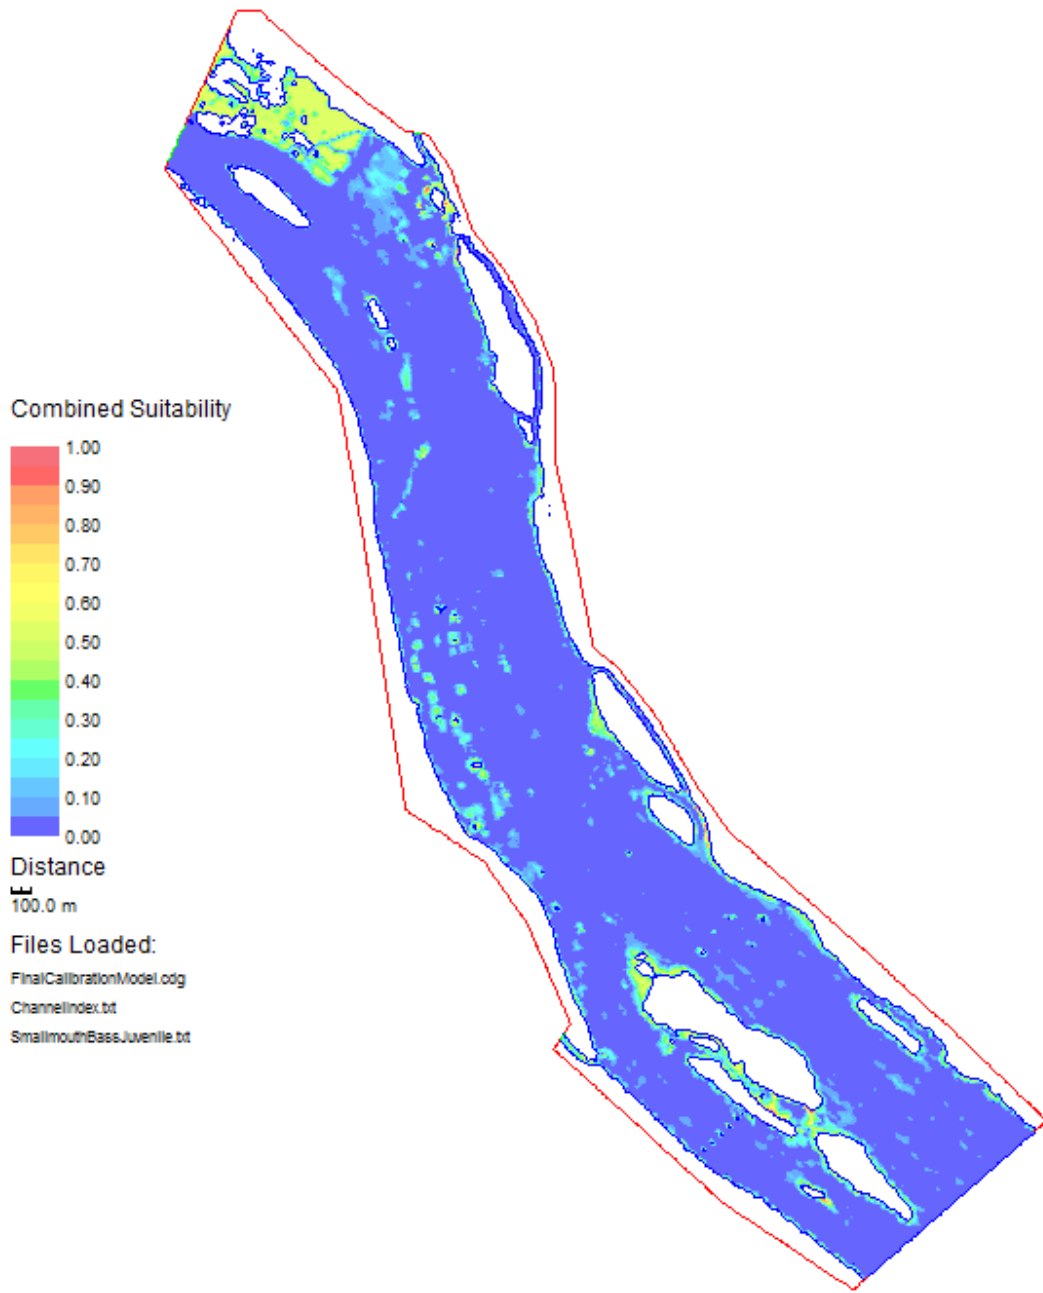 Combined Suitability
1.00
0.90
0.80
0.70
0.60
0.50
0.40
0.30
0.20
0.10
0.00
Distance
100.0 m
Files Loaded:
FinalCalibrationModel.cdg
ChannelIndex.txt
SmallmouthBassJuvenile.txt